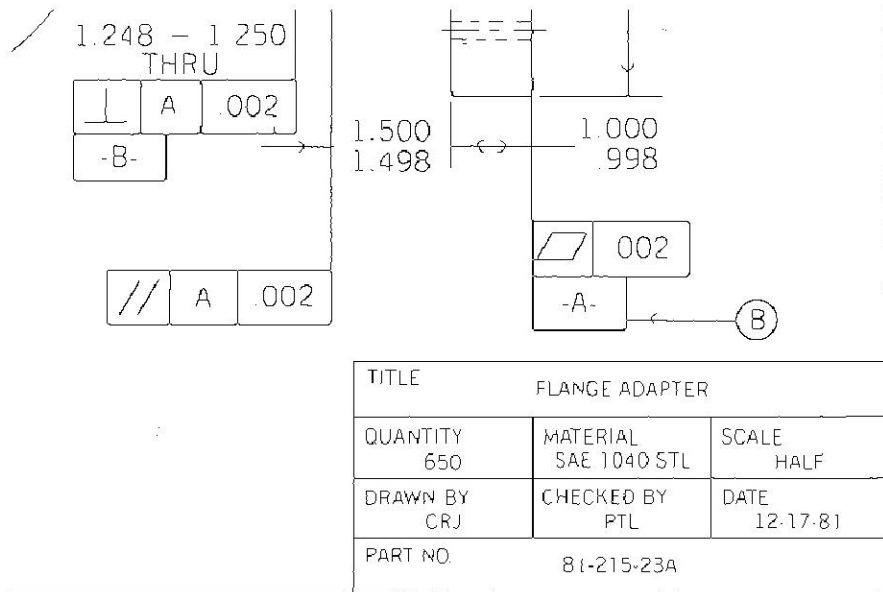 1.248 - 1 250
THRU
⊥ A .002
-B-
1.500
1.498
1.000
.998
⏥ 002
-A-
B
// A .002
TITLE
FLANGE ADAPTER
QUANTITY
650
MATERIAL
SAE 1040 STL
SCALE
HALF
DRAWN BY
CRJ
CHECKED BY
PTL
DATE
12-17-81
PART NO.
81-215-23A